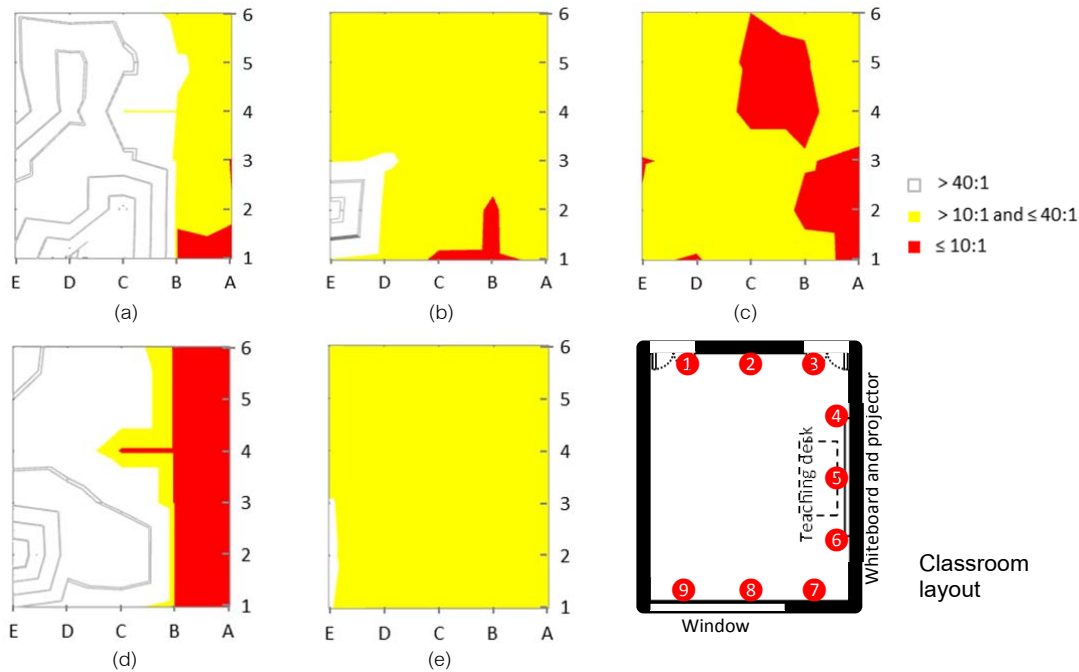 6
5
4
3
2
1
E D C B A
(a)
6
5
4
3
2
1
E D C B A
(b)
6
5
4
3
2
1
E D C B A
(c)
> 40:1
> 10:1 and ≤ 40:1
≤ 10:1
6
5
4
3
2
1
E D C B A
(d)
6
5
4
3
2
1
E D C B A
(e)
1 2 3
4
5
6
9 8 7
Teaching desk
Whiteboard and projector
Window
Classroom
layout